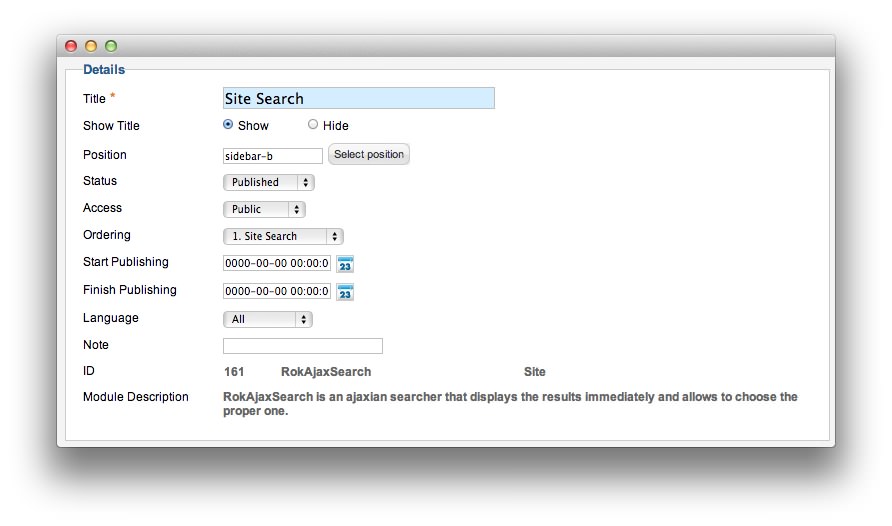 Details
Title *
Site Search
Show Title
Show
Hide
Position
sidebar-b
Select position
Status
Published
Access
Public
Ordering
1. Site Search
Start Publishing
0000-00-00 00:00:0
23
Finish Publishing
0000-00-00 00:00:0
23
Language
All
Note
ID
161
RokAjaxSearch
Site
Module Description
RokAjaxSearch is an ajaxian searcher that displays the results immediately and allows to choose the
proper one.